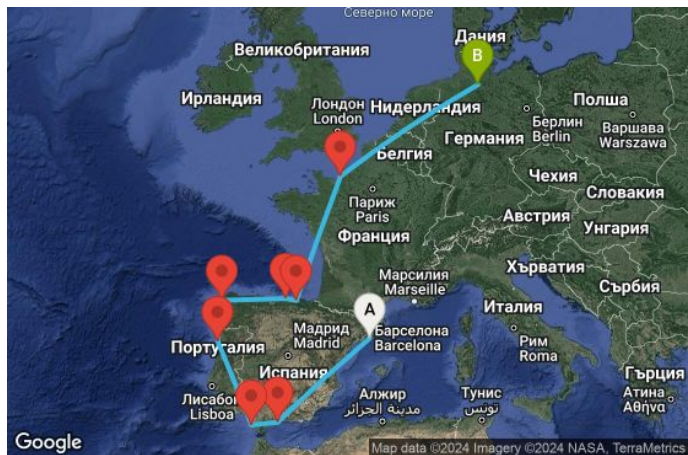 Северно море
Дания
Великобритания
B
Ирландия
Лондон
London
Нидерландия
Полша
Берлин
Berlin
Варшава
Warszawa
Германия
Белгия
Париж
Paris
Чехия
Словакия
Австрия
Унгария
Франция
Хърватия
Сърбия
Марсилия
Marseille
A
Италия
Мадрид
Madrid
Барселона
Barcelona
Рим
Roma
Португалия
Испания
Гърция
Лисабон
Lisboa
Алжир
مدينة الجزائر
Тунис
تونس
Атина
Αθήνα
Google
Map data ©2024 Imagery ©2024 NASA, TerraMetrics